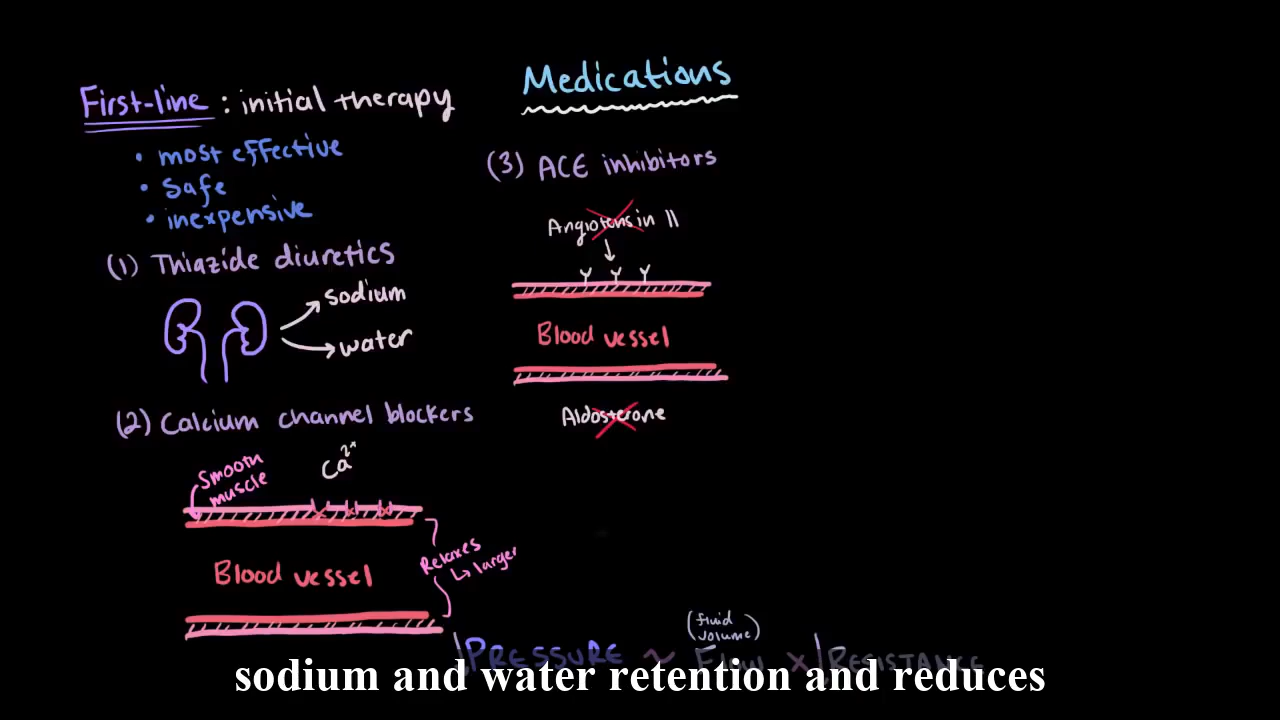 Medications
First-line : initial therapy
• most effective
• safe
• inexpensive
(1) Thiazide diuretics
sodium
water
(2) Calcium channel blockers
Ca2+
Smooth
muscle
Blood vessel
Relaxes
↳ larger
(3) ACE inhibitors
Angiotensin II
Blood vessel
Aldosterone
(fluid
volume)
↓PRESSURE ~ FLOW × ↓RESISTANCE
sodium and water retention and reduces